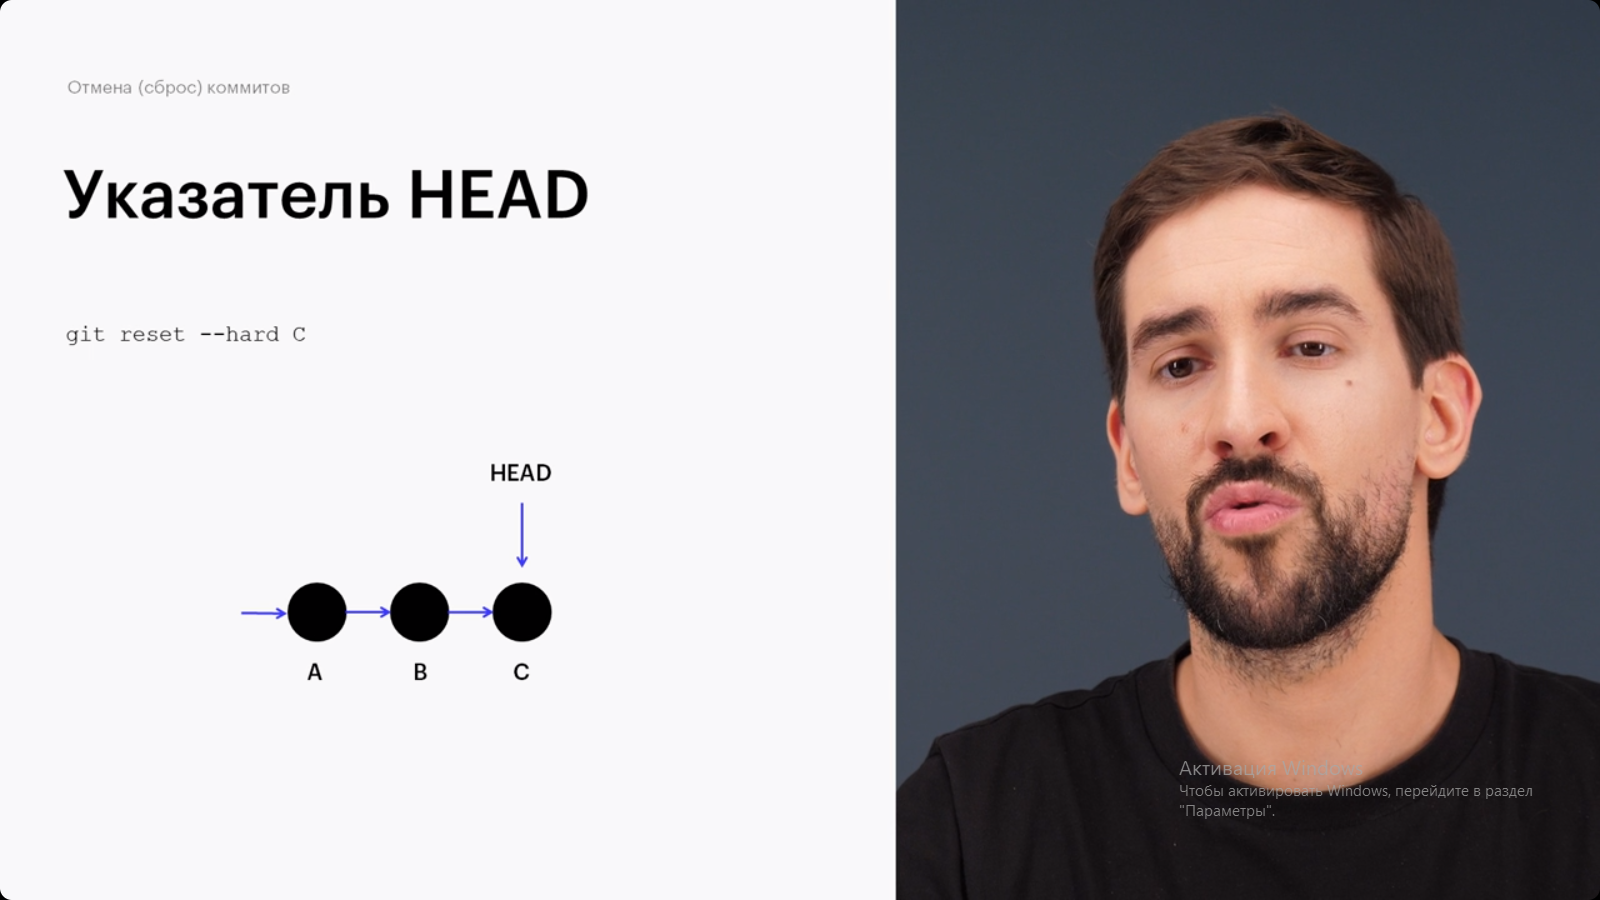 Отмена (сброс) коммитов
Указатель HEAD
git reset --hard C
HEAD
A B C
Активация Windows
Чтобы активировать Windows, перейдите в раздел
"Параметры".